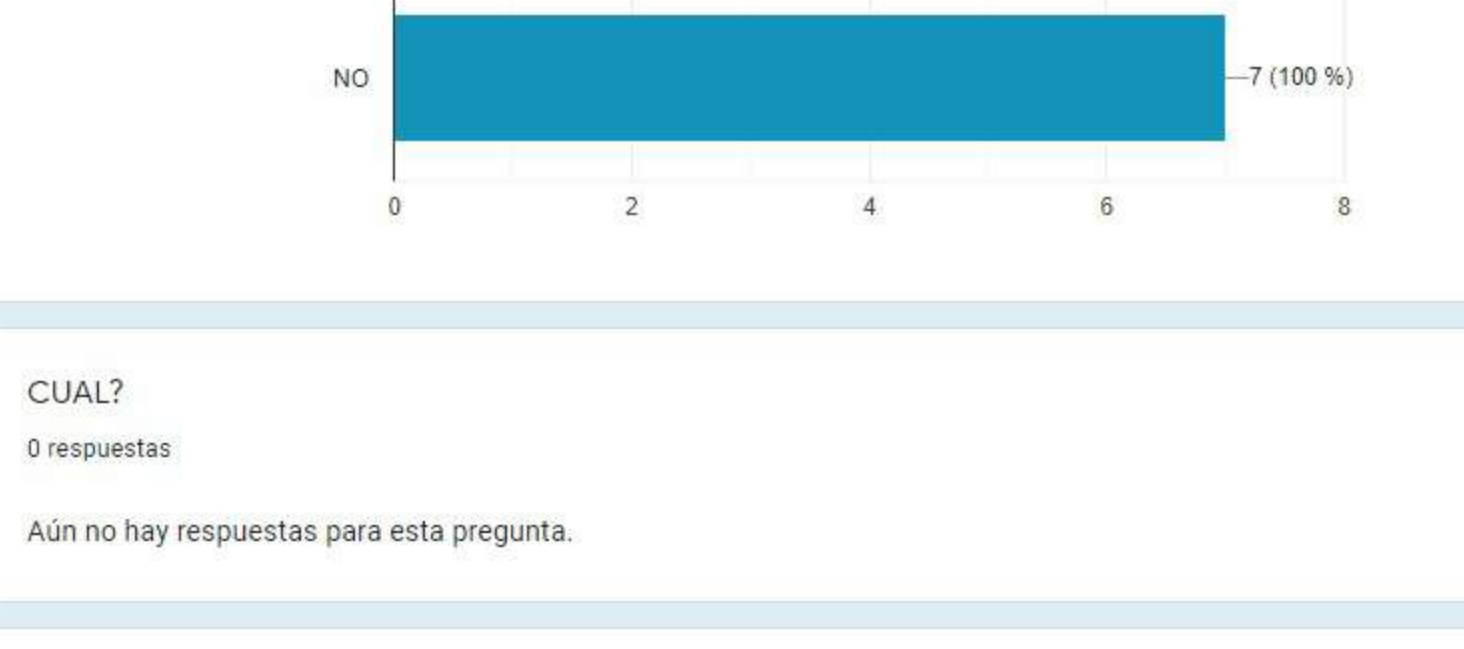 NO 7 (100 %)
0 2 4 6 8
CUAL?
0 respuestas
Aún no hay respuestas para esta pregunta.